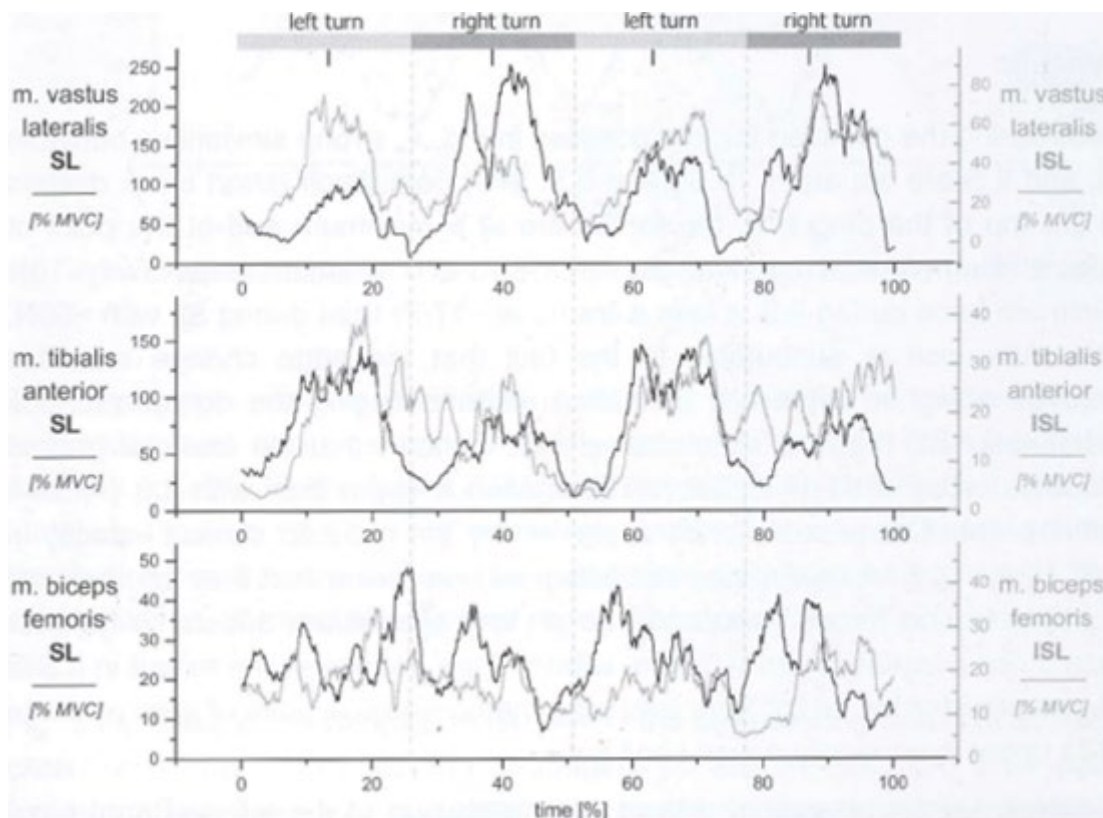 left turn right turn left turn right turn
m. vastus
lateralis
SL
[% MVC]
250
200
150
100
50
0
0 20 40 60 80 100
80
60
40
20
0
m. vastus
lateralis
ISL
[% MVC]
m. tibialis
anterior
SL
[% MVC]
150
100
50
0
0 20 40 60 80 100
40
30
20
10
0
m. tibialis
anterior
ISL
[% MVC]
m. biceps
femoris
SL
[% MVC]
50
40
30
20
10
0
0 20 40 60 80 100
time [%]
40
30
20
10
0
m. biceps
femoris
ISL
[% MVC]